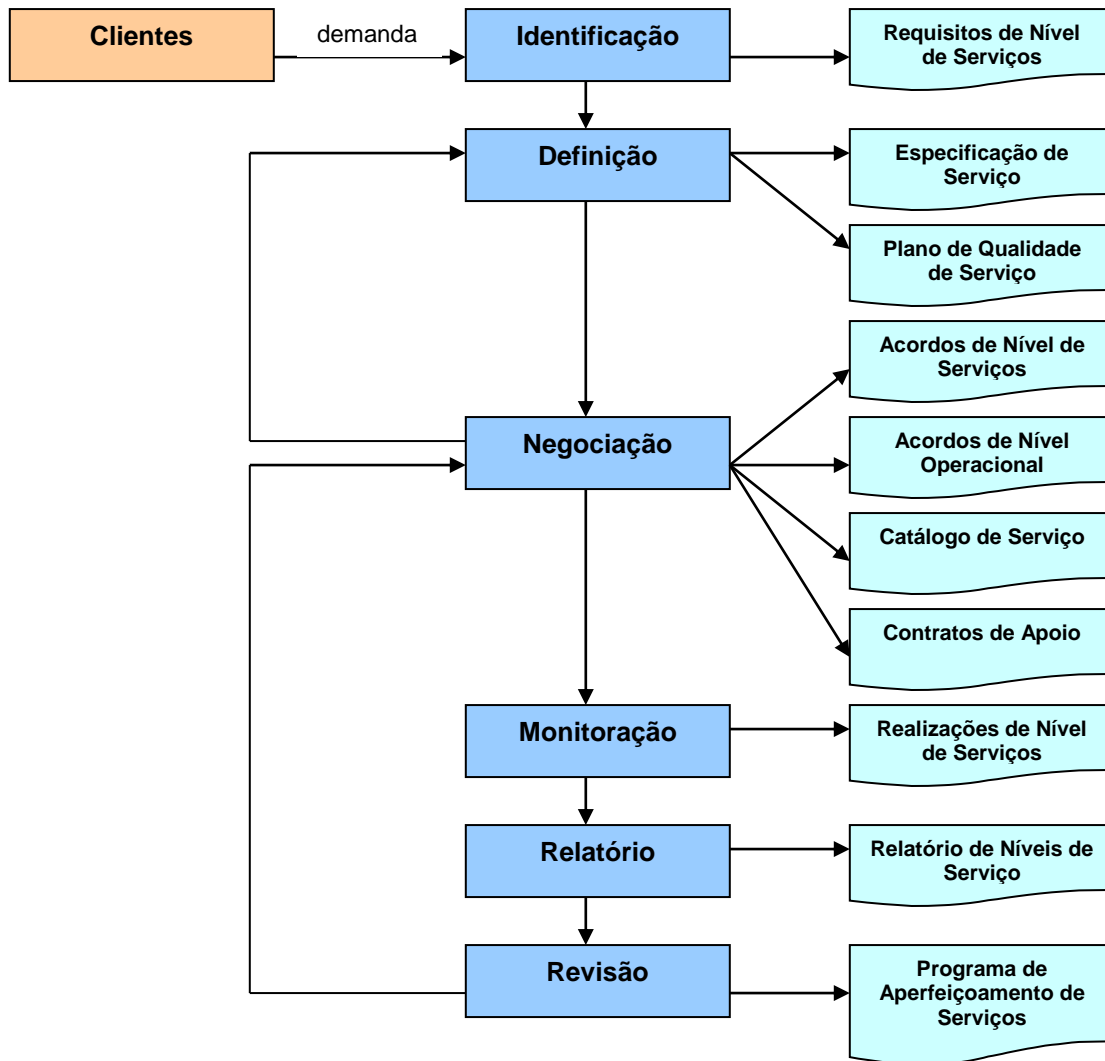 Clientes
demanda
Identificação
Requisitos de Nível
de Serviços
Definição
Especificação de
Serviço
Plano de Qualidade
de Serviço
Acordos de Nível de
Serviços
Negociação
Acordos de Nível
Operacional
Catálogo de Serviço
Contratos de Apoio
Monitoração
Realizações de Nível
de Serviços
Relatório
Relatório de Níveis de
Serviço
Revisão
Programa de
Aperfeiçoamento de
Serviços